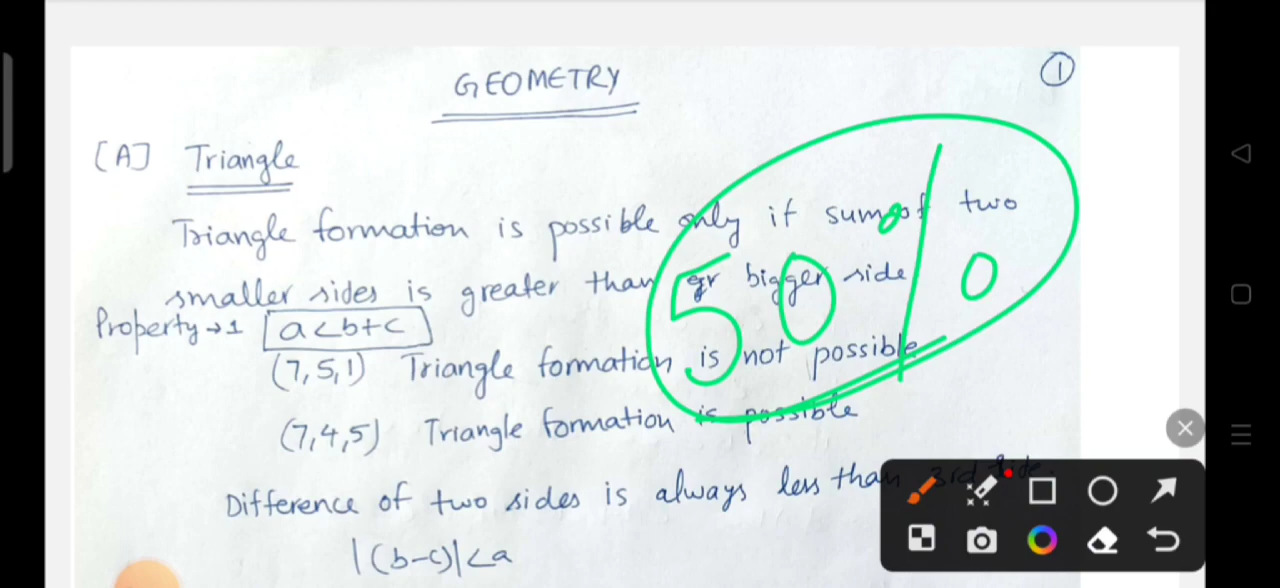 GEOMETRY
①
[A] Triangle
Triangle formation is possible only if sum of two
smaller sides is greater than gr bigger side
Property→1 a<b+c
(7,5,1) Triangle formation is not possible
(7,4,5) Triangle formation is possible
Difference of two sides is always less than 3rd side.
|(b-c)|<a
50%